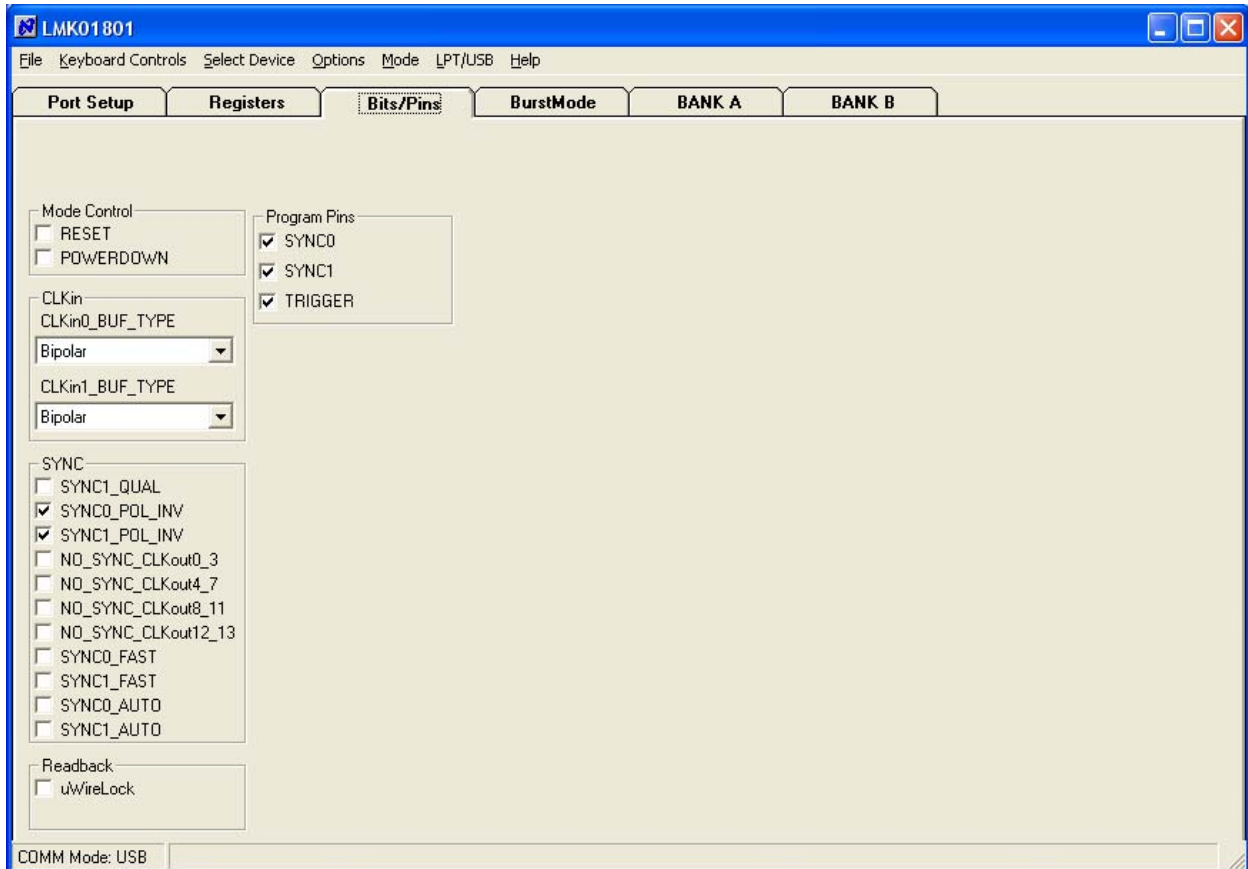 LMK01801
File Keyboard Controls Select Device Options Mode LPT/USB Help
Port Setup Registers Bits/Pins BurstMode BANK A BANK B
Mode Control
RESET
POWERDOWN
Program Pins
SYNC0
SYNC1
TRIGGER
CLKin
CLKin0_BUF_TYPE
Bipolar
CLKin1_BUF_TYPE
Bipolar
SYNC
SYNC1_QUAL
SYNC0_POL_INV
SYNC1_POL_INV
NO_SYNC_CLKout0_3
NO_SYNC_CLKout4_7
NO_SYNC_CLKout8_11
NO_SYNC_CLKout12_13
SYNC0_FAST
SYNC1_FAST
SYNC0_AUTO
SYNC1_AUTO
Readback
uWireLock
COMM Mode: USB